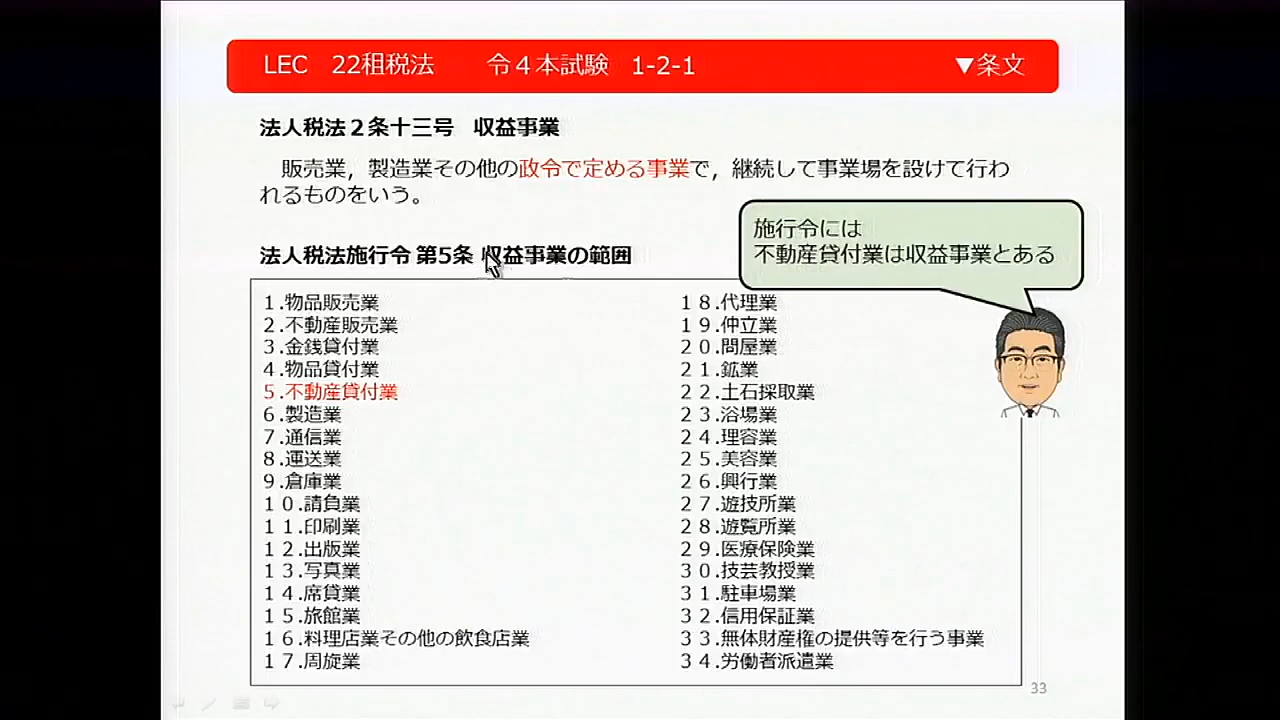 LEC 22租税法 令４本試験 1-2-1 ▼条文
法人税法２条十三号 収益事業
販売業，製造業その他の政令で定める事業で，継続して事業場を設けて行わ
れるものをいう。
施行令には
不動産貸付業は収益事業とある
法人税法施行令 第5条 収益事業の範囲
１.物品販売業
２.不動産販売業
３.金銭貸付業
４.物品貸付業
５.不動産貸付業
６.製造業
７.通信業
８.運送業
９.倉庫業
１０.請負業
１１.印刷業
１２.出版業
１３.写真業
１４.席貸業
１５.旅館業
１６.料理店業その他の飲食店業
１７.周旋業
１８.代理業
１９.仲立業
２０.問屋業
２１.鉱業
２２.土石採取業
２３.浴場業
２４.理容業
２５.美容業
２６.興行業
２７.遊技所業
２８.遊覧所業
２９.医療保険業
３０.技芸教授業
３１.駐車場業
３２.信用保証業
３３.無体財産権の提供等を行う事業
３４.労働者派遣業
33